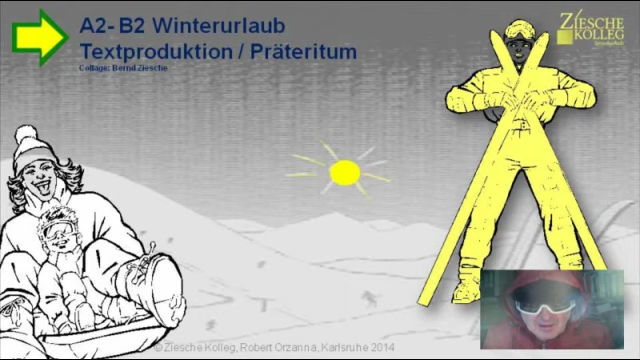 A2- B2 Winterurlaub
Textproduktion / Präteritum
Collage: Bernd Ziesche
ZIESCHE
KOLLEG
© Ziesche Kolleg, Robert Orzanna, Karlsruhe 2014